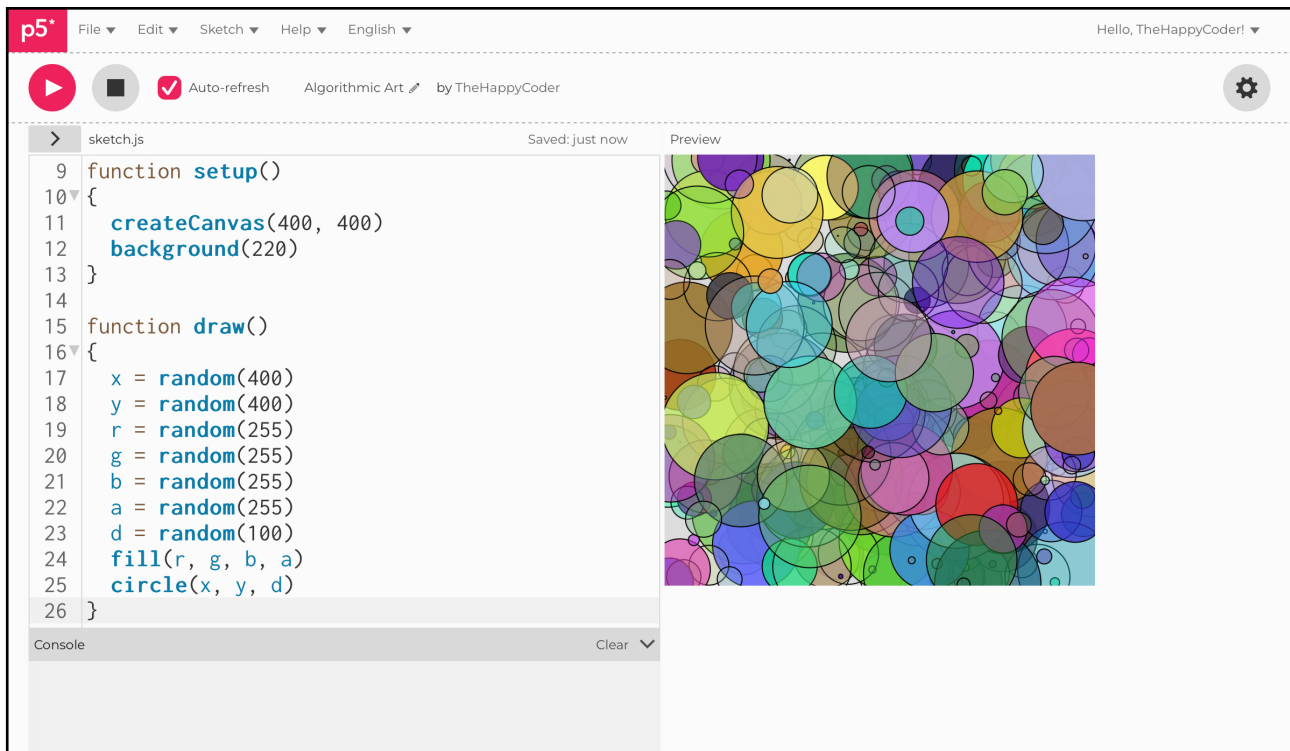 p5* File Edit Sketch Help English Hello, TheHappyCoder!
Auto-refresh Algorithmic Art by TheHappyCoder
sketch.js Saved: just now Preview
9 function setup()
10 {
11 createCanvas(400, 400)
12 background(220)
13 }
14
15 function draw()
16 {
17 x = random(400)
18 y = random(400)
19 r = random(255)
20 g = random(255)
21 b = random(255)
22 a = random(255)
23 d = random(100)
24 fill(r, g, b, a)
25 circle(x, y, d)
26 }
Console Clear